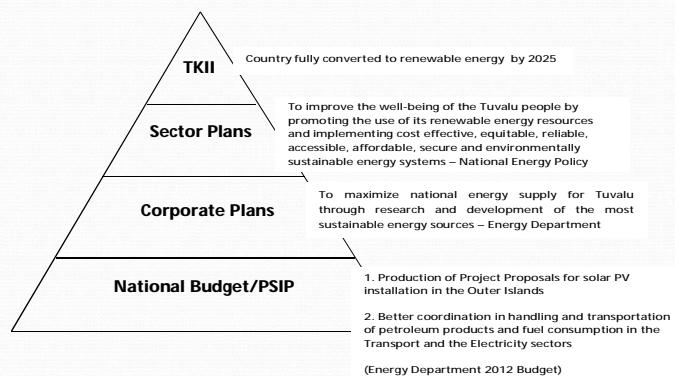 TKII
Country fully converted to renewable energy by 2025
Sector Plans
To improve the well-being of the Tuvalu people by
promoting the use of its renewable energy resources
and implementing cost effective, equitable, reliable,
accessible, affordable, secure and environmentally
sustainable energy systems – National Energy Policy
Corporate Plans
To maximize national energy supply for Tuvalu
through research and development of the most
sustainable energy sources – Energy Department
National Budget/PSIP
1. Production of Project Proposals for solar PV
installation in the Outer Islands
2. Better coordination in handling and transportation
of petroleum products and fuel consumption in the
Transport and the Electricity sectors
(Energy Department 2012 Budget)